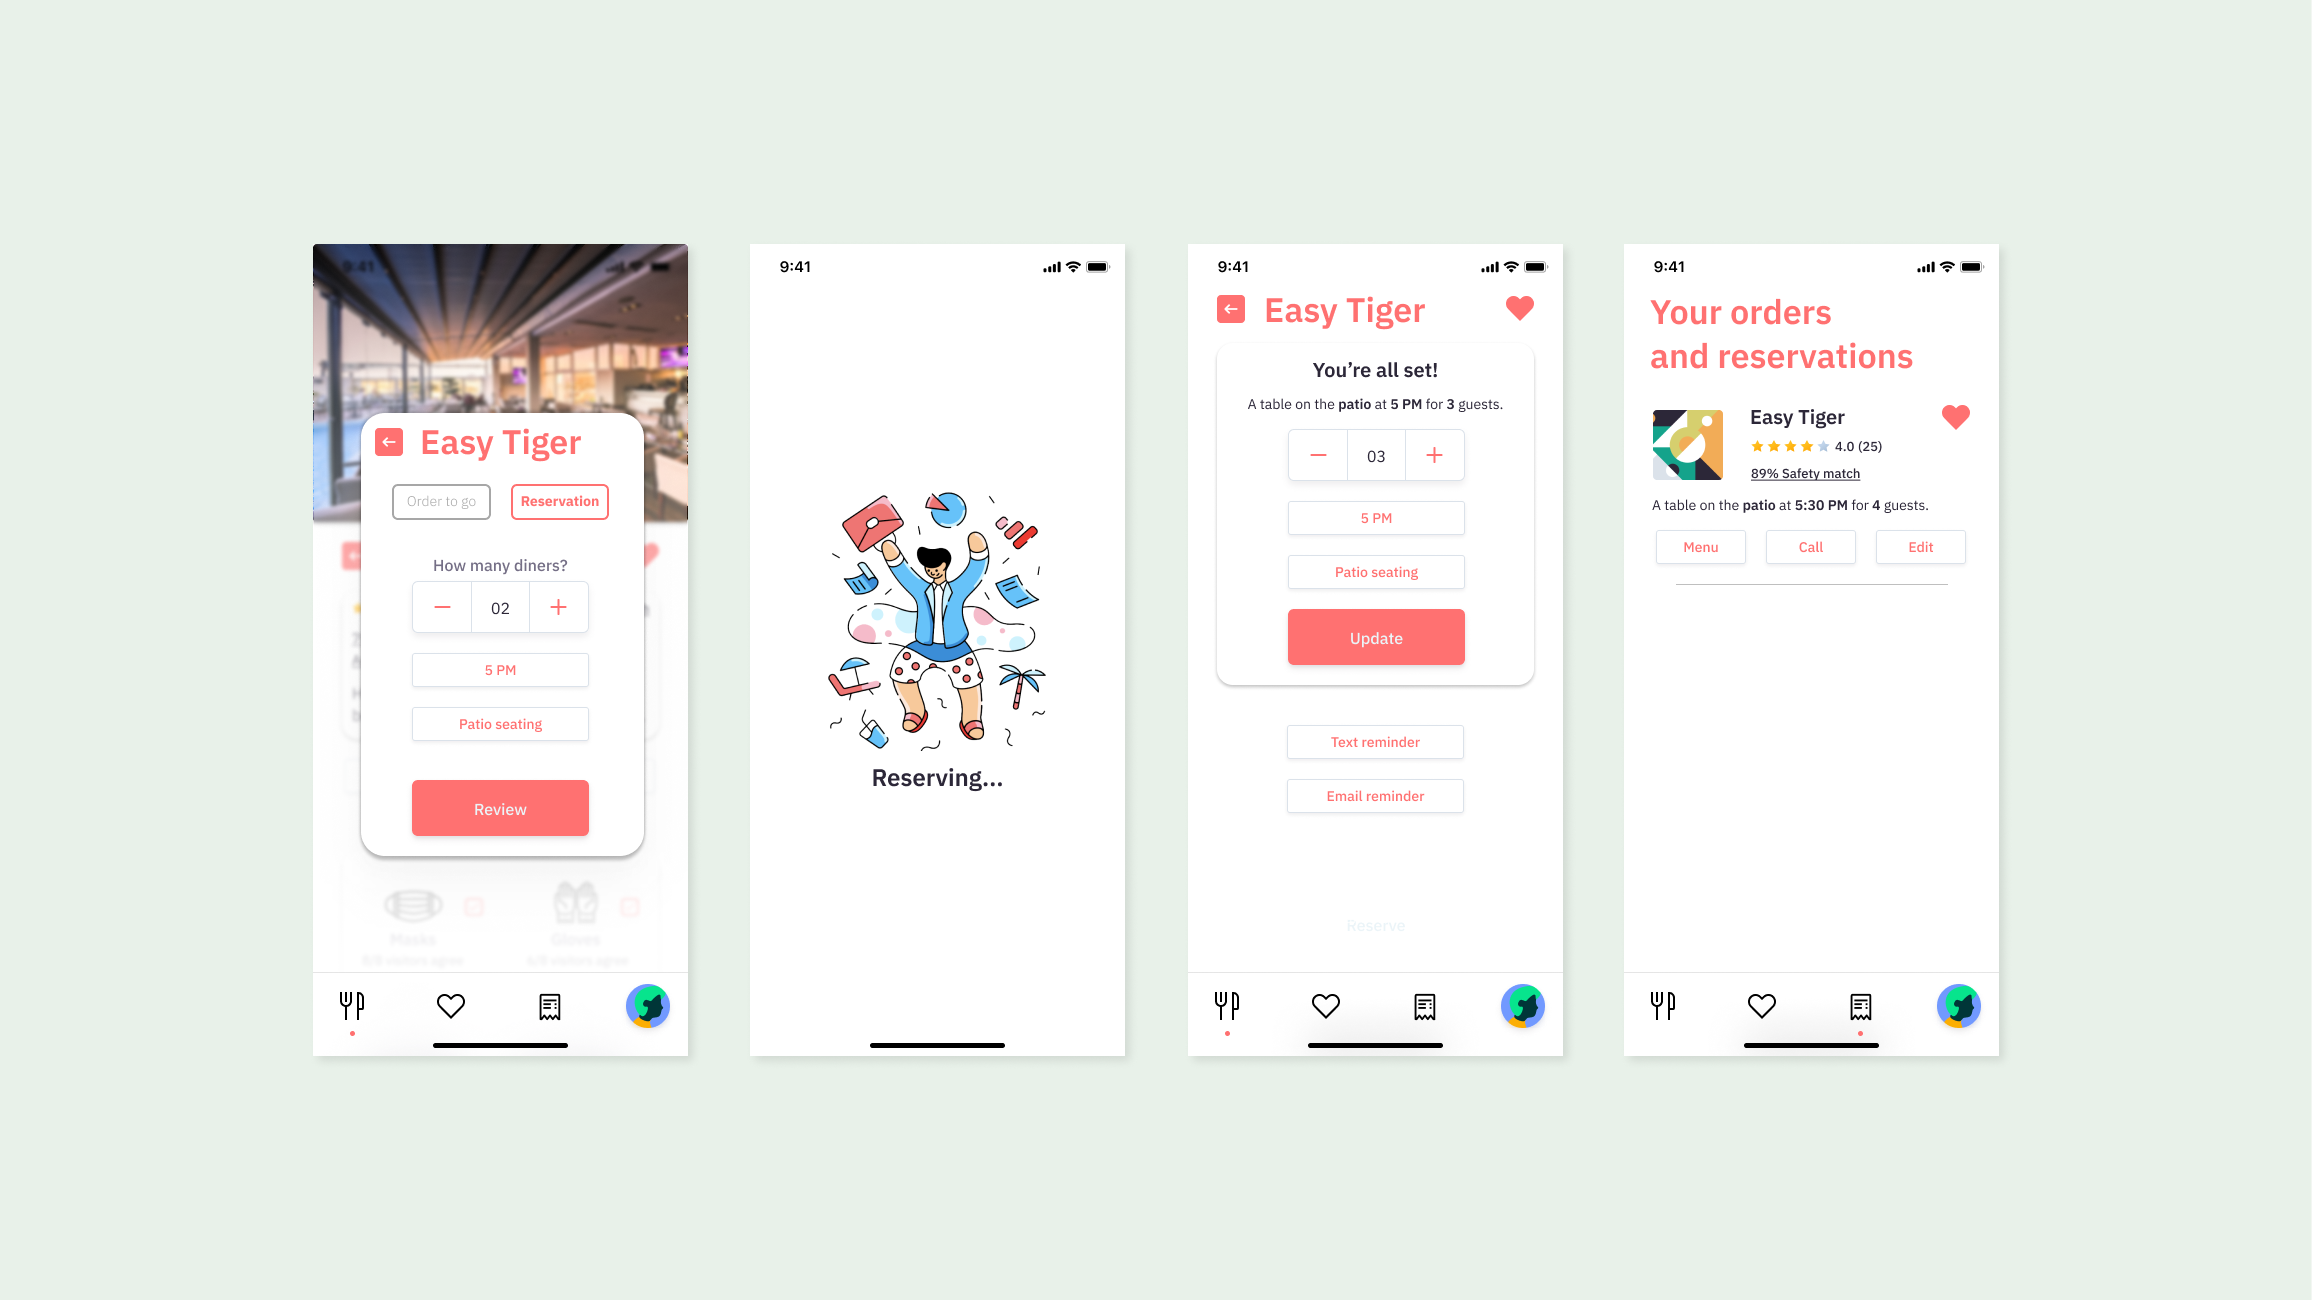 9:41
Easy Tiger
Order to go
Reservation
How many diners?
02
5 PM
Patio seating
Review
Masks
Gloves
8/8 visitors agree
9:41
Reserving...
9:41
Easy Tiger
You’re all set!
A table on the patio at 5 PM for 3 guests.
03
5 PM
Patio seating
Update
Text reminder
Email reminder
Reserve
9:41
Your orders
and reservations
Easy Tiger
4.0 (25)
89% Safety match
A table on the patio at 5:30 PM for 4 guests.
Menu
Call
Edit